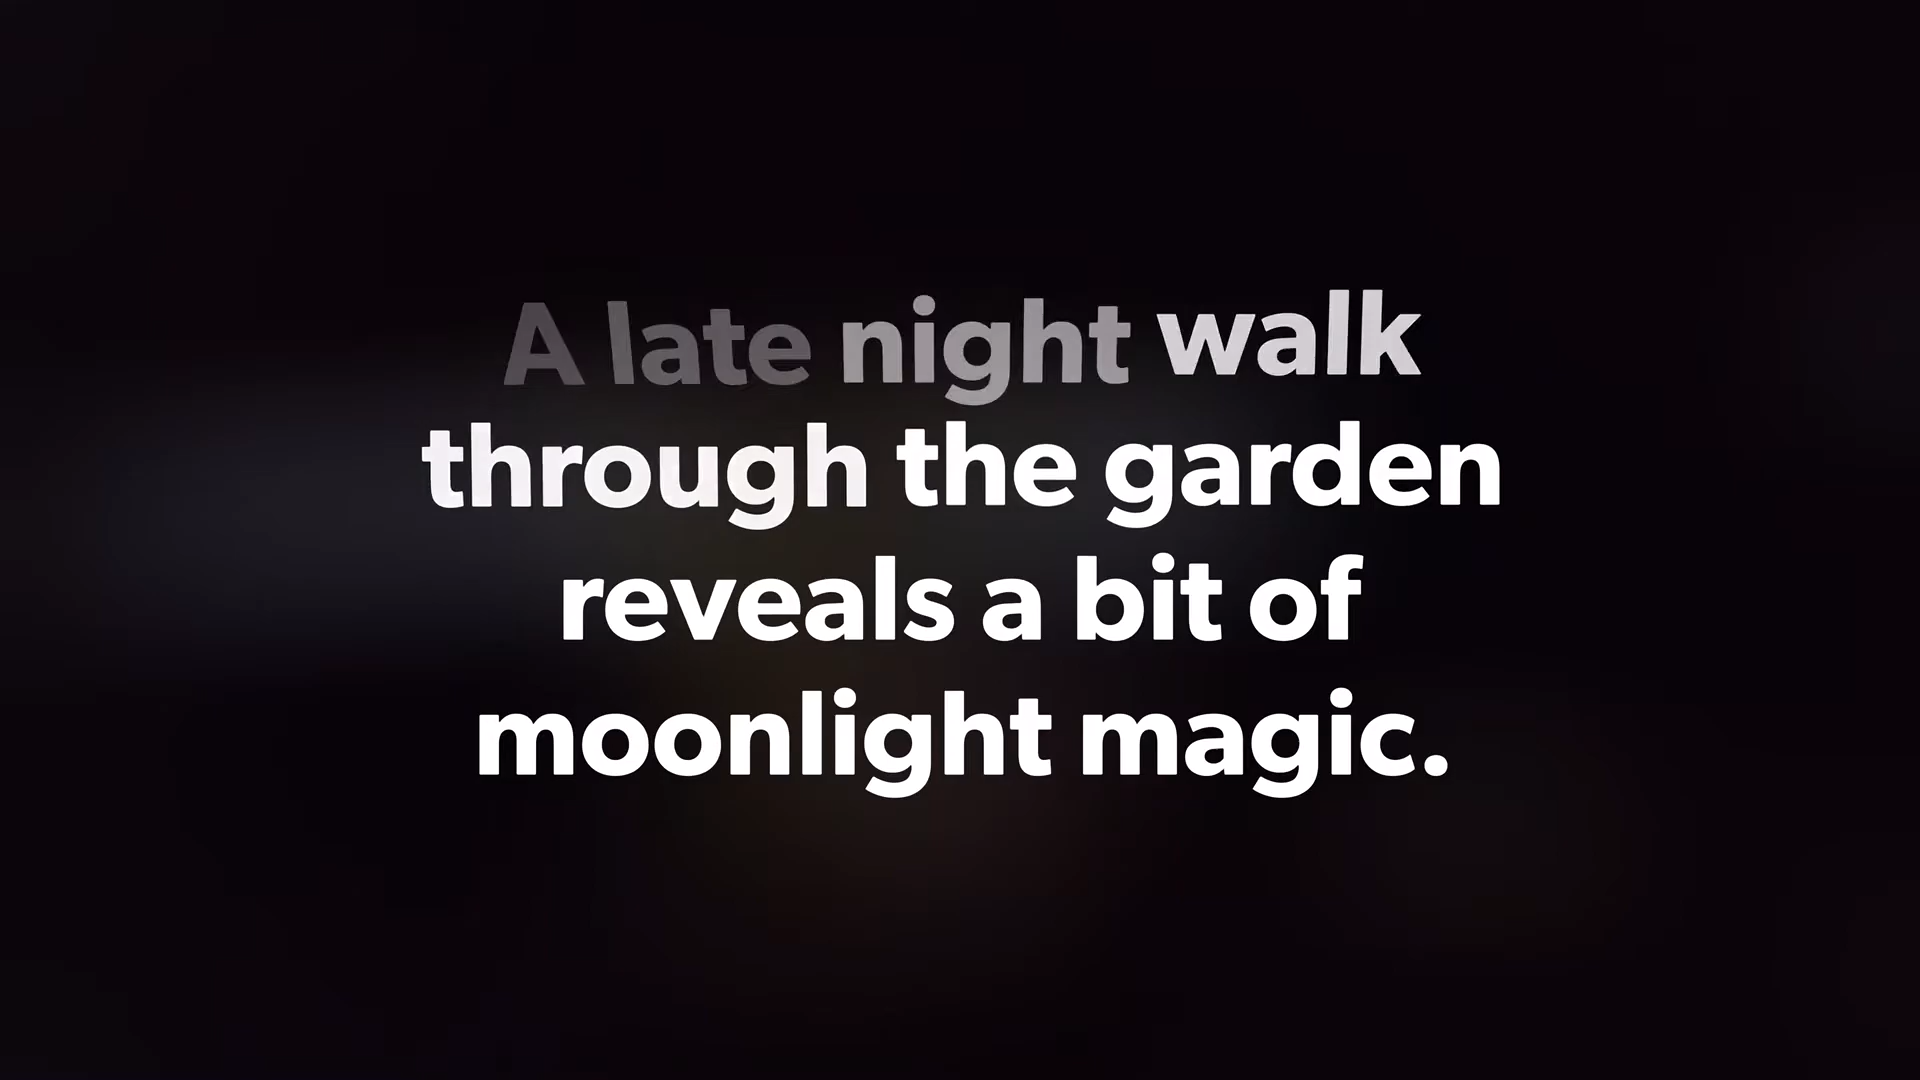 A late night walk
through the garden
reveals a bit of
moonlight magic.